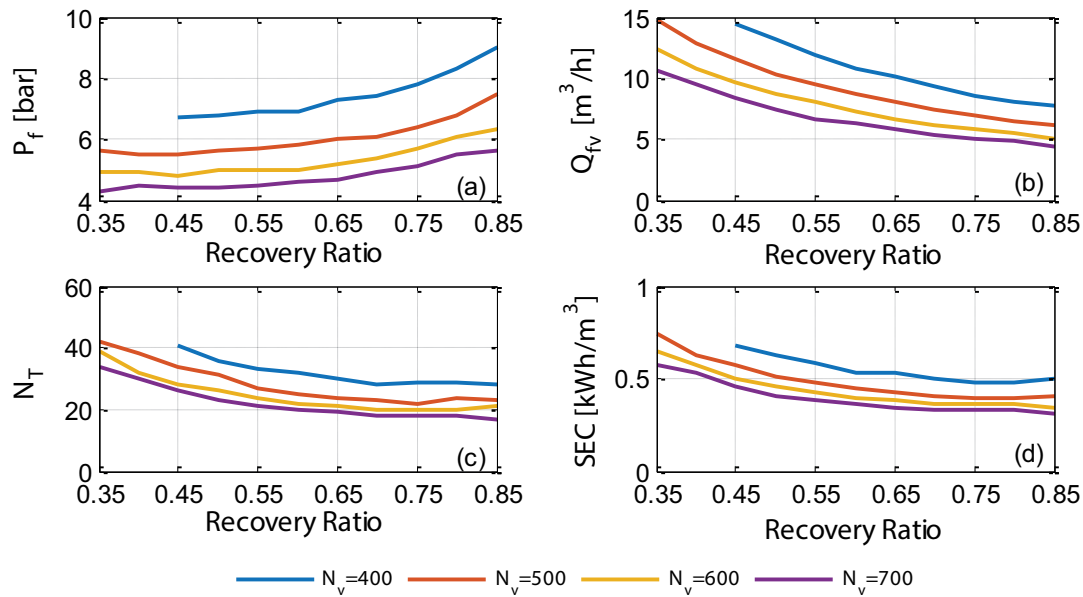 10
8
6
4
P_f [bar]
(a)
0.35 0.45 0.55 0.65 0.75 0.85
Recovery Ratio
15
10
5
0
Q_fv [m^3/h]
(b)
0.35 0.45 0.55 0.65 0.75 0.85
Recovery Ratio
60
40
20
0
N_T
(c)
0.35 0.45 0.55 0.65 0.75 0.85
Recovery Ratio
1
0.5
0
SEC [kWh/m^3]
(d)
0.35 0.45 0.55 0.65 0.75 0.85
Recovery Ratio
N_v=400 N_v=500 N_v=600 N_v=700